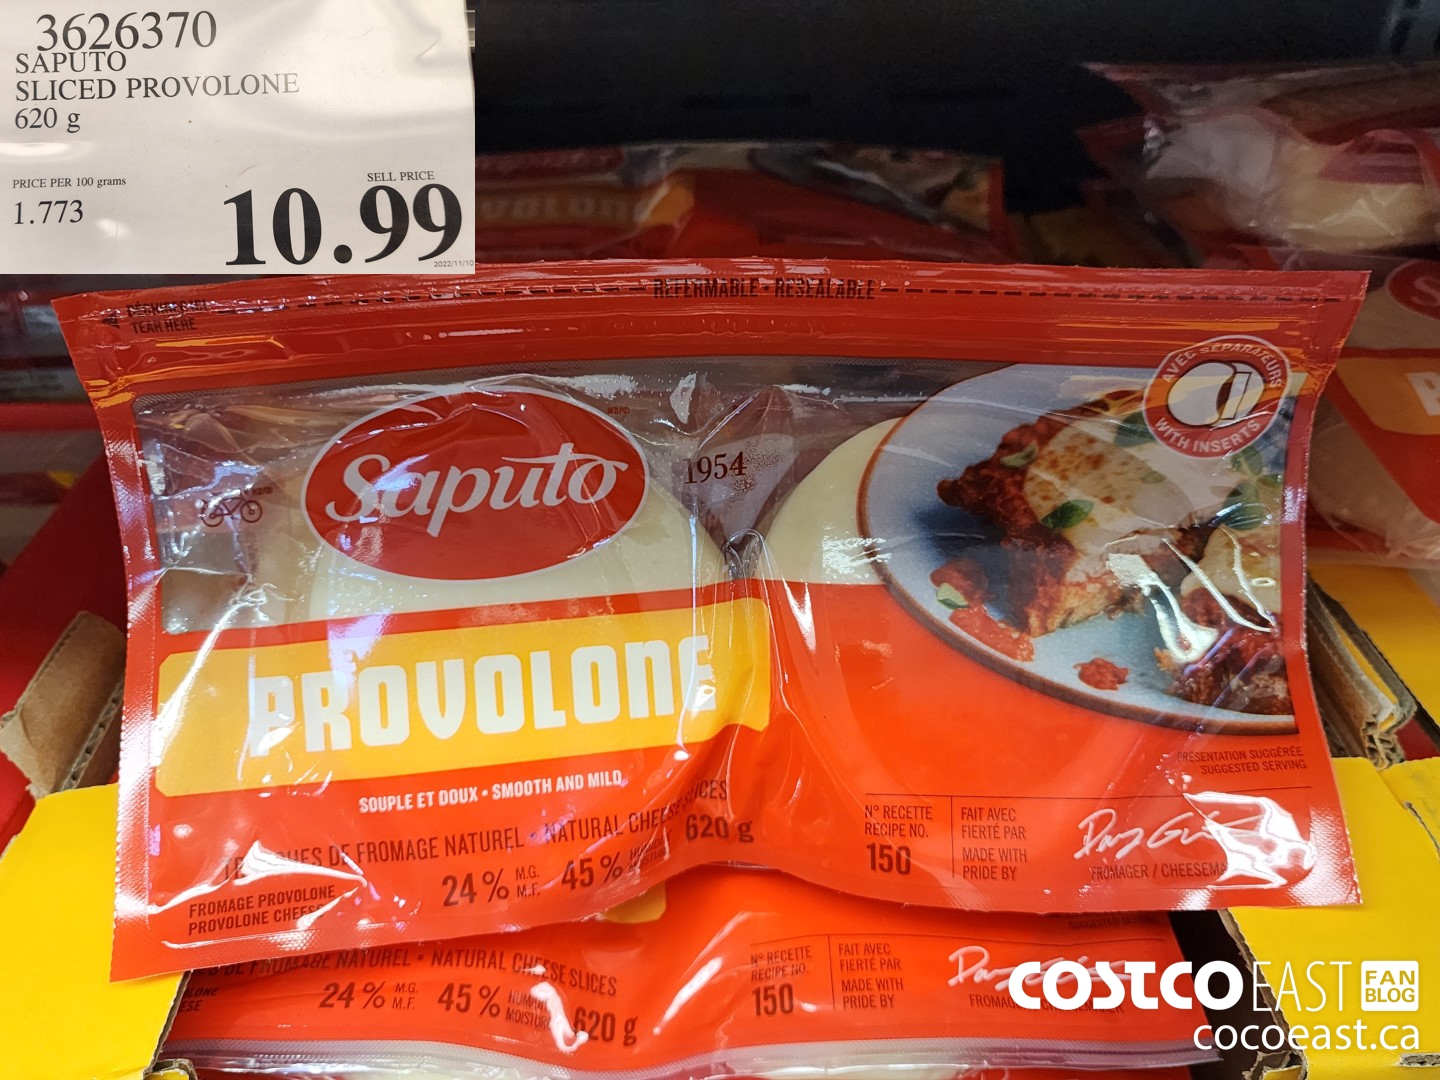 3626370
SAPUTO
SLICED PROVOLONE
620 g
PRICE PER 100 grams
1.773
SELL PRICE
10.99
2022/11/10
REFERMABLE • RESEALABLE
TEAR HERE
AVEC SÉPARATEURS
WITH INSERTS
Saputo
1954
PROVOLONE
SOUPLE ET DOUX • SMOOTH AND MILD
DE FROMAGE NATUREL • NATURAL CHEESE SLICES
620 g
24 % M.G.
M.F.
45 %
FROMAGE PROVOLONE
PROVOLONE CHEESE
PRÉSENTATION SUGGÉRÉE
SUGGESTED SERVING
Nº RECETTE
RECIPE NO.
150
FAIT AVEC
FIERTÉ PAR
MADE WITH
PRIDE BY
FROMAGER / CHEESEMA
DE FROMAGE NATUREL • NATURAL CHEESE SLICES
24 % M.G.
M.F.
45 %
620 g
Nº RECETTE
RECIPE NO.
150
FAIT AVEC
FIERTÉ PAR
MADE WITH
PRIDE BY
COSTCO EAST FAN BLOG
cocoeast.ca